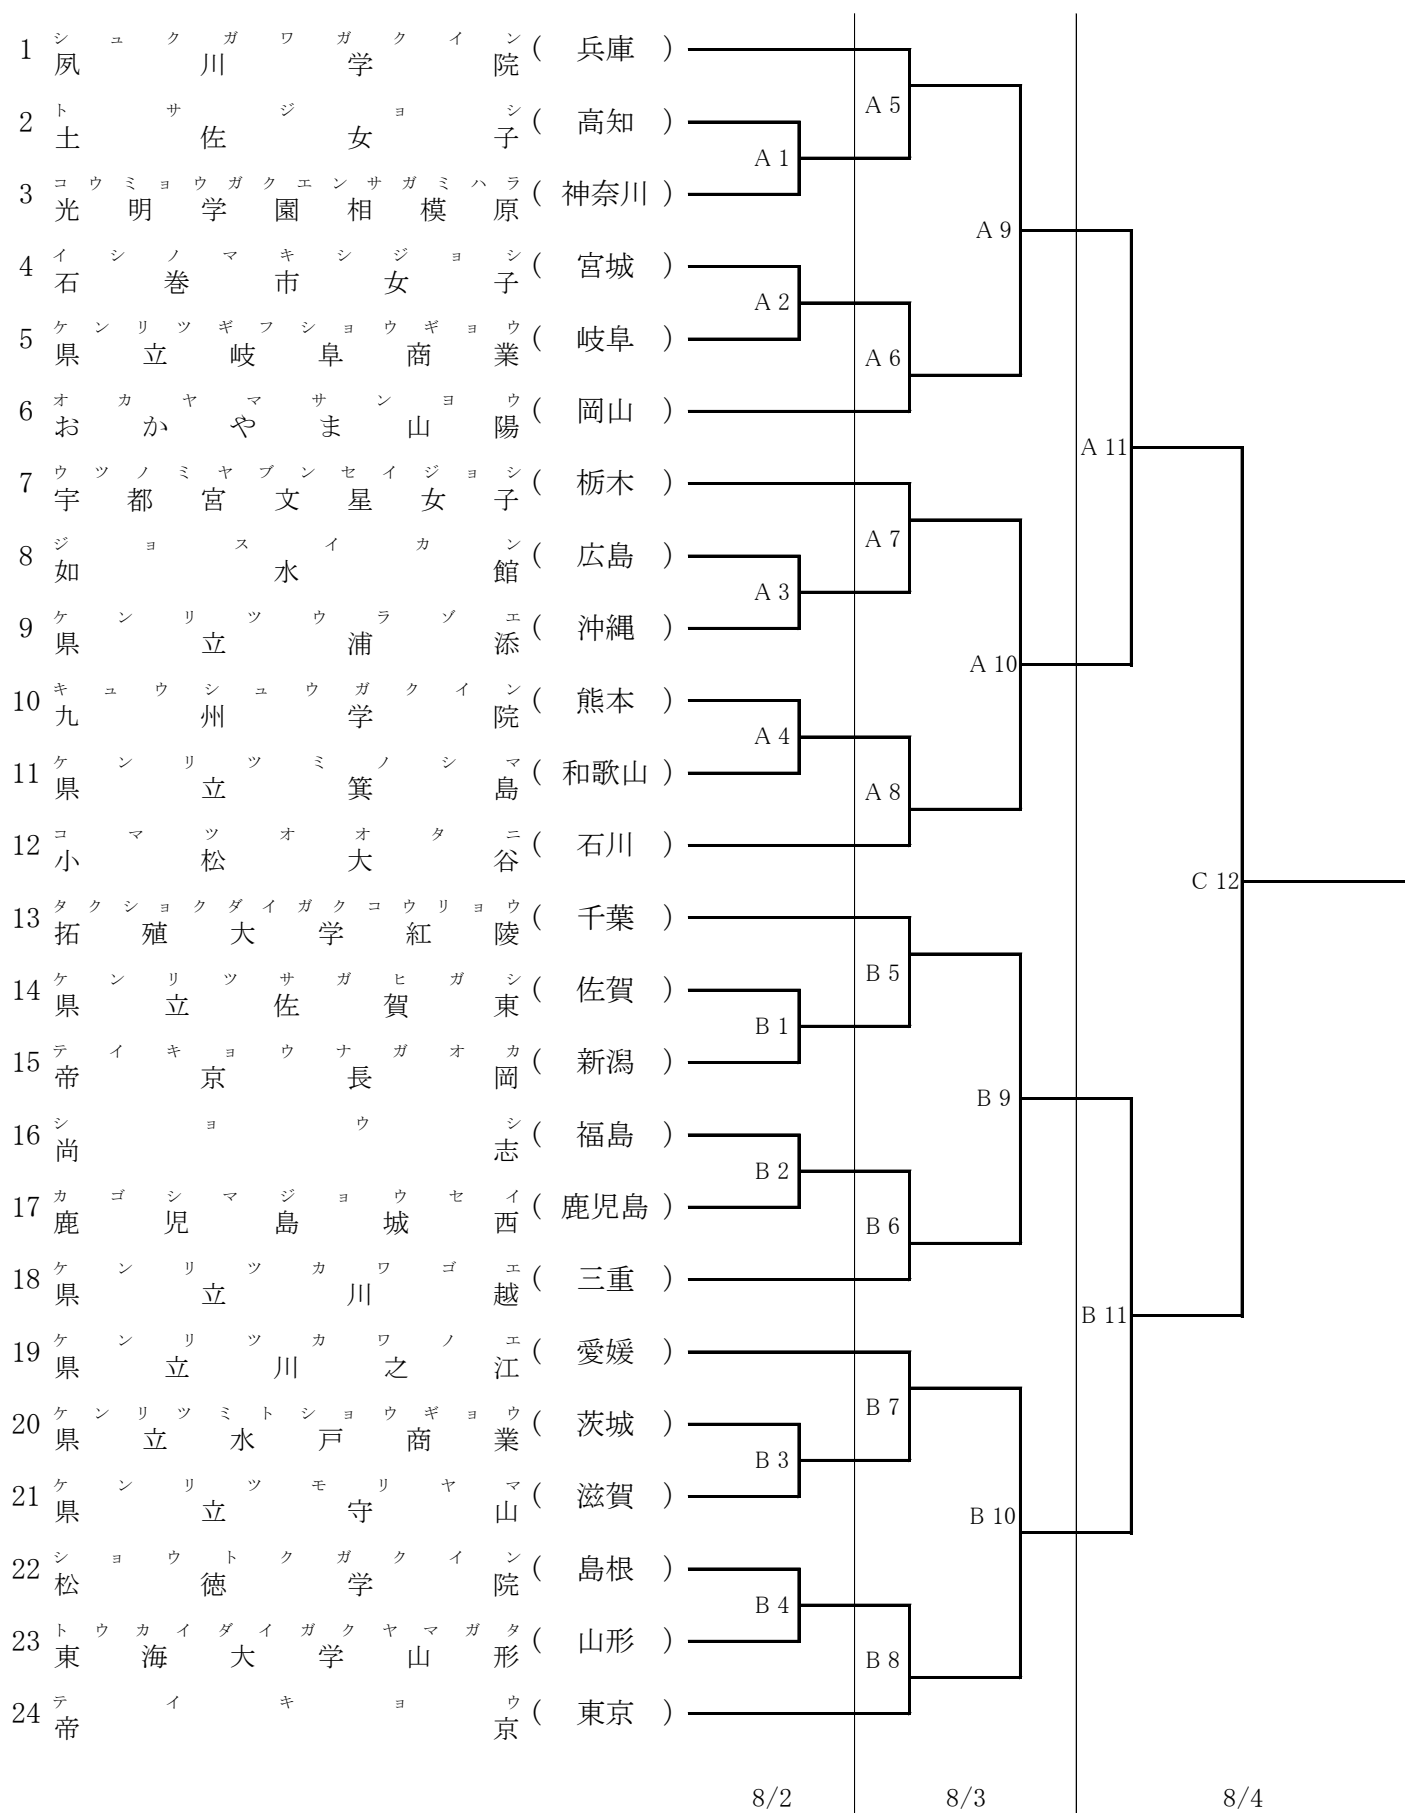 シュクガワガクイン
1 夙川学院 ( 兵庫 )
A 5
トサジョシ
2 土佐女子 ( 高知 )
A 1
コウミョウガクエンサガミハラ
3 光明学園相模原 ( 神奈川 )
A 9
イシノマキシジョシ
4 石巻市女子 ( 宮城 )
A 2
ケンリツギフショウギョウ
5 県立岐阜商業 ( 岐阜 )
A 6
オカヤマサンヨウ
6 おかやま山陽 ( 岡山 )
A 11
ウツノミヤブンセイジョシ
7 宇都宮文星女子 ( 栃木 )
A 7
ジョスイカン
8 如水館 ( 広島 )
A 3
ケンリツウラゾエ
9 県立浦添 ( 沖縄 )
A 10
キュウシュウガクイン
10 九州学院 ( 熊本 )
A 4
ケンリツミノシマ
11 県立箕島 ( 和歌山 )
A 8
コマツオオタニ
12 小松大谷 ( 石川 )
C 12
タクショクダイガクコウリョウ
13 拓殖大学紅陵 ( 千葉 )
B 5
ケンリツサガヒガシ
14 県立佐賀東 ( 佐賀 )
B 1
テイキョウナガオカ
15 帝京長岡 ( 新潟 )
B 9
ショウシ
16 尚志 ( 福島 )
B 2
カゴシマジョウセイ
17 鹿児島城西 ( 鹿児島 )
B 6
ケンリツカワゴエ
18 県立川越 ( 三重 )
B 11
ケンリツカワノエ
19 県立川之江 ( 愛媛 )
B 7
ケンリツミトショウギョウ
20 県立水戸商業 ( 茨城 )
B 3
ケンリツモリヤマ
21 県立守山 ( 滋賀 )
B 10
ショウトクガクイン
22 松徳学院 ( 島根 )
B 4
トウカイダイガクヤマガタ
23 東海大学山形 ( 山形 )
B 8
テイキョウ
24 帝京 ( 東京 )
8/2 8/3 8/4